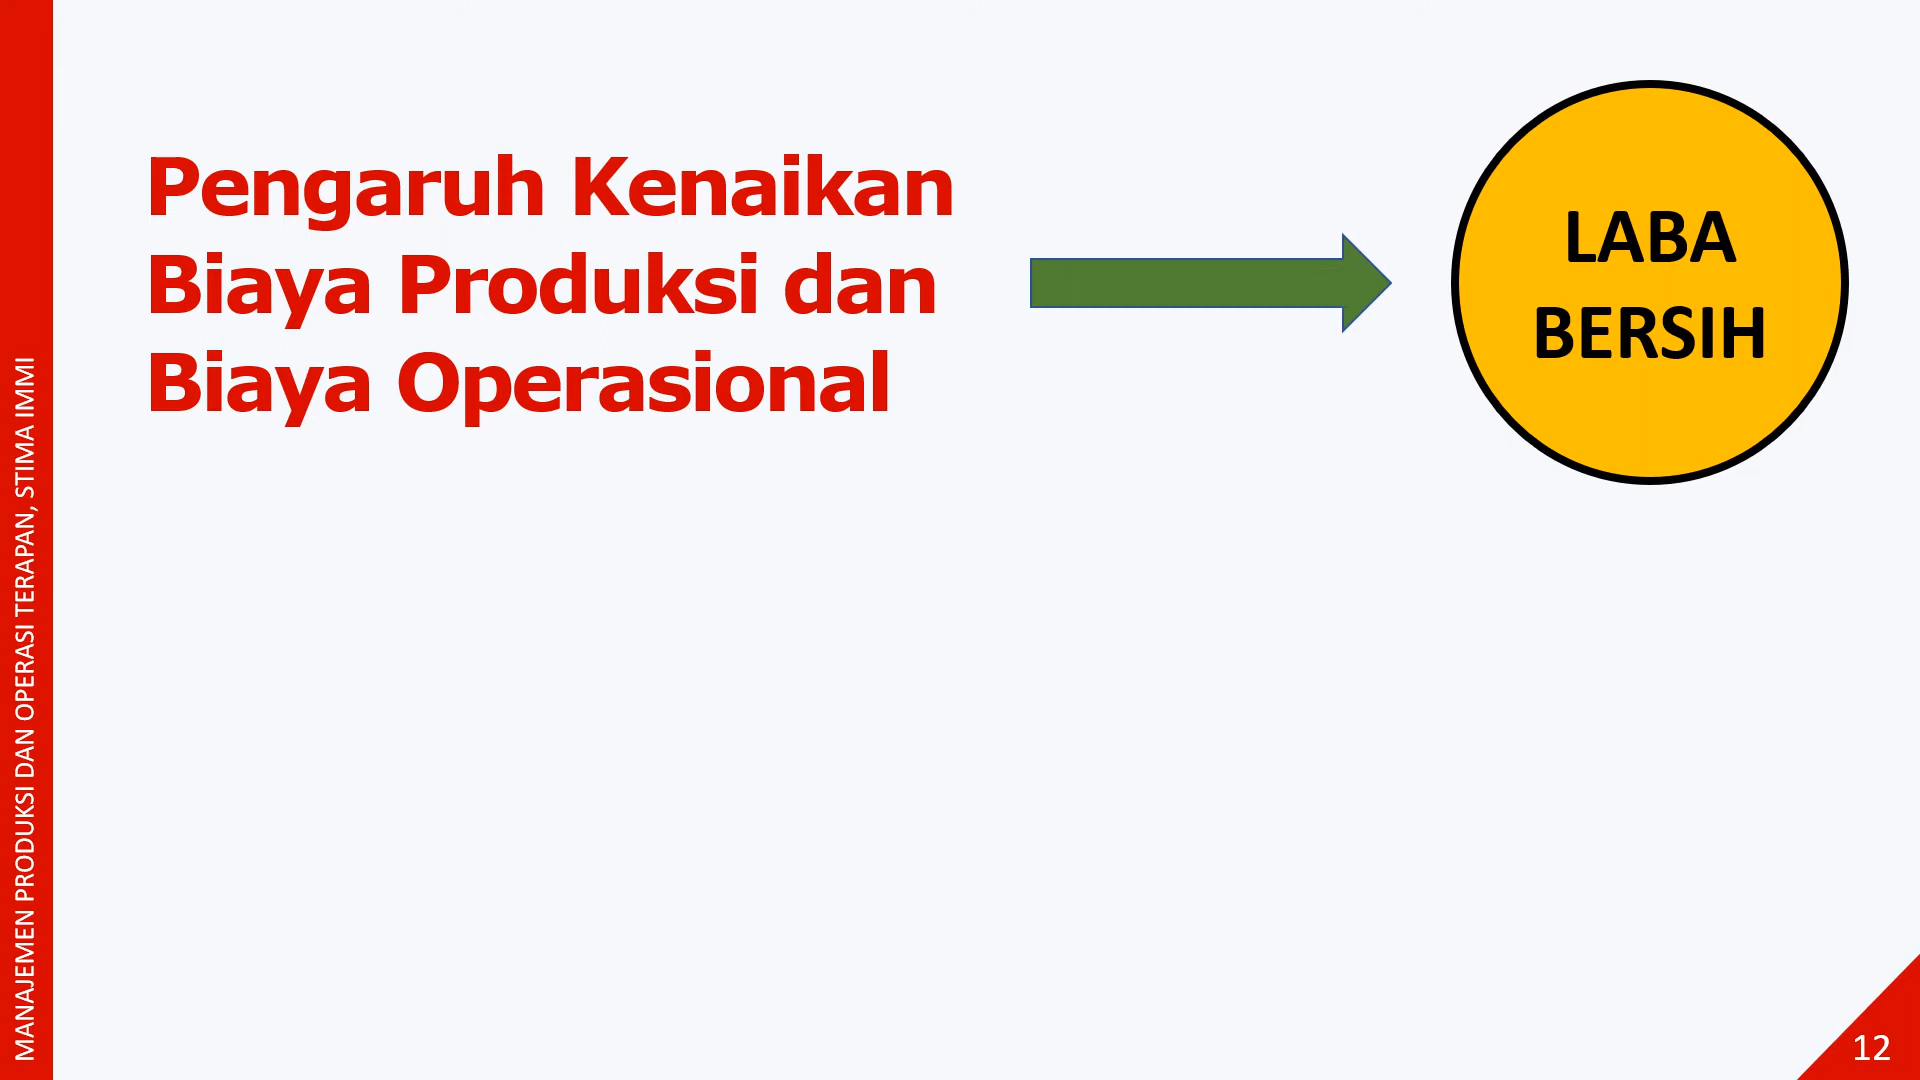 Pengaruh Kenaikan
Biaya Produksi dan
Biaya Operasional
LABA
BERSIH
MANAJEMEN PRODUKSI DAN OPERASI TERAPAN, STIMA IMMI
12